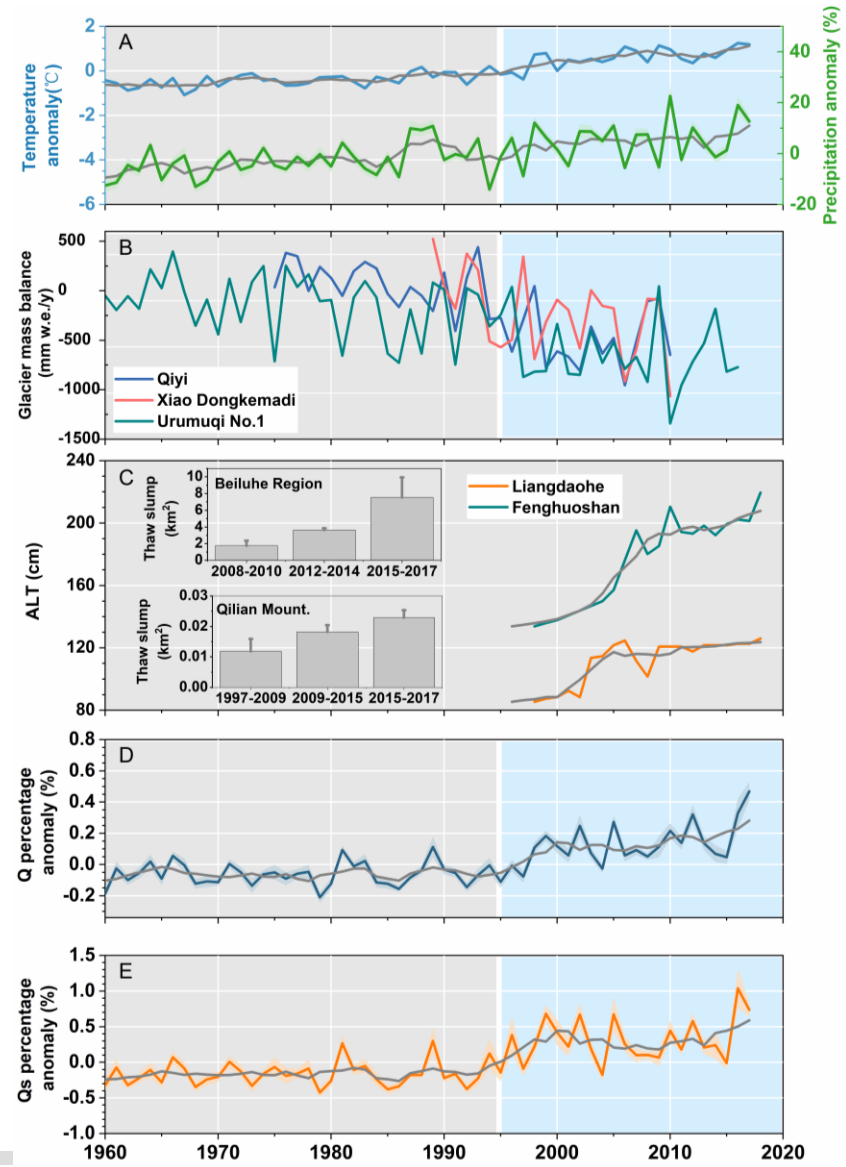 A
Temperature
anomaly(℃)
2
0
-2
-4
-6
Precipitation anomaly (%)
40
20
0
-20
B
Glacier mass balance
(mm w.e./y)
500
0
-500
-1000
-1500
Qiyi
Xiao Dongkemadi
Urumuqi No.1
C
ALT (cm)
240
200
160
120
80
Beiluhe Region
Thaw slump
(km²)
10
8
6
4
2
0
2008-2010 2012-2014 2015-2017
Qilian Mount.
Thaw slump
(km²)
0.03
0.02
0.01
0.00
1997-2009 2009-2015 2015-2017
Liangdaohe
Fenghuoshan
D
Q percentage
anomaly (%)
0.8
0.6
0.4
0.2
0.0
-0.2
E
Qs percentage
anomaly (%)
1.5
1.0
0.5
0.0
-0.5
-1.0
1960 1970 1980 1990 2000 2010 2020